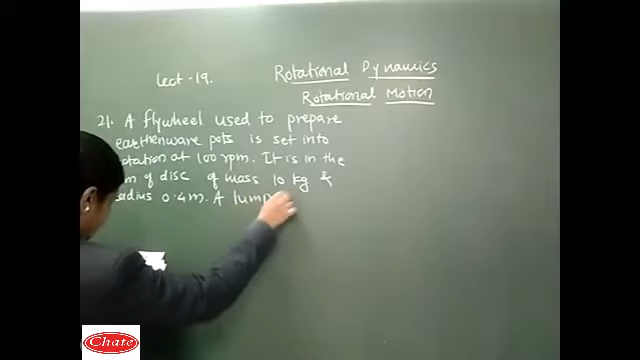 Lect - 19.
Rotational Dynamics
Rotational Motion
21. A flywheel used to prepare
earthenware pots is set into
otation at 100 rpm. It is in the
m of disc of mass 10 kg &
adius 0.4m. A lump
Chate